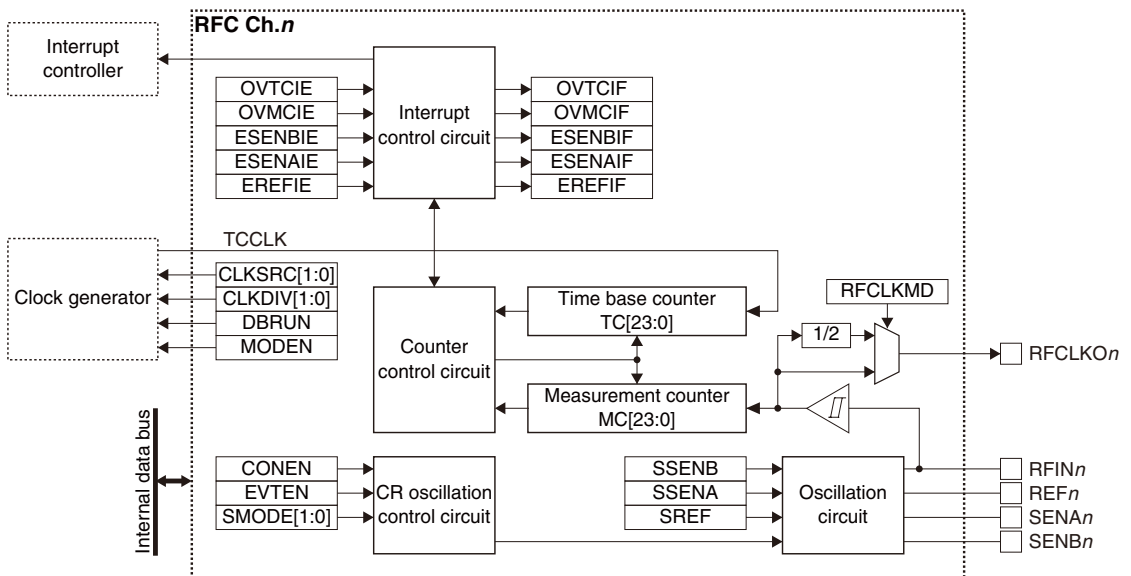 RFC Ch.n
Interrupt
controller
OVTCIE
OVMCIE
ESENBIE
ESENAIE
EREFIE
Interrupt
control circuit
OVTCIF
OVMCIF
ESENBIF
ESENAIF
EREFIF
TCCLK
Clock generator
CLKSRC[1:0]
CLKDIV[1:0]
DBRUN
MODEN
Counter
control circuit
Time base counter
TC[23:0]
Measurement counter
MC[23:0]
RFCLKMD
1/2
RFCLKOn
Internal data bus
CONEN
EVTEN
SMODE[1:0]
CR oscillation
control circuit
SSENB
SSENA
SREF
Oscillation
circuit
RFINn
REFn
SENAn
SENBn